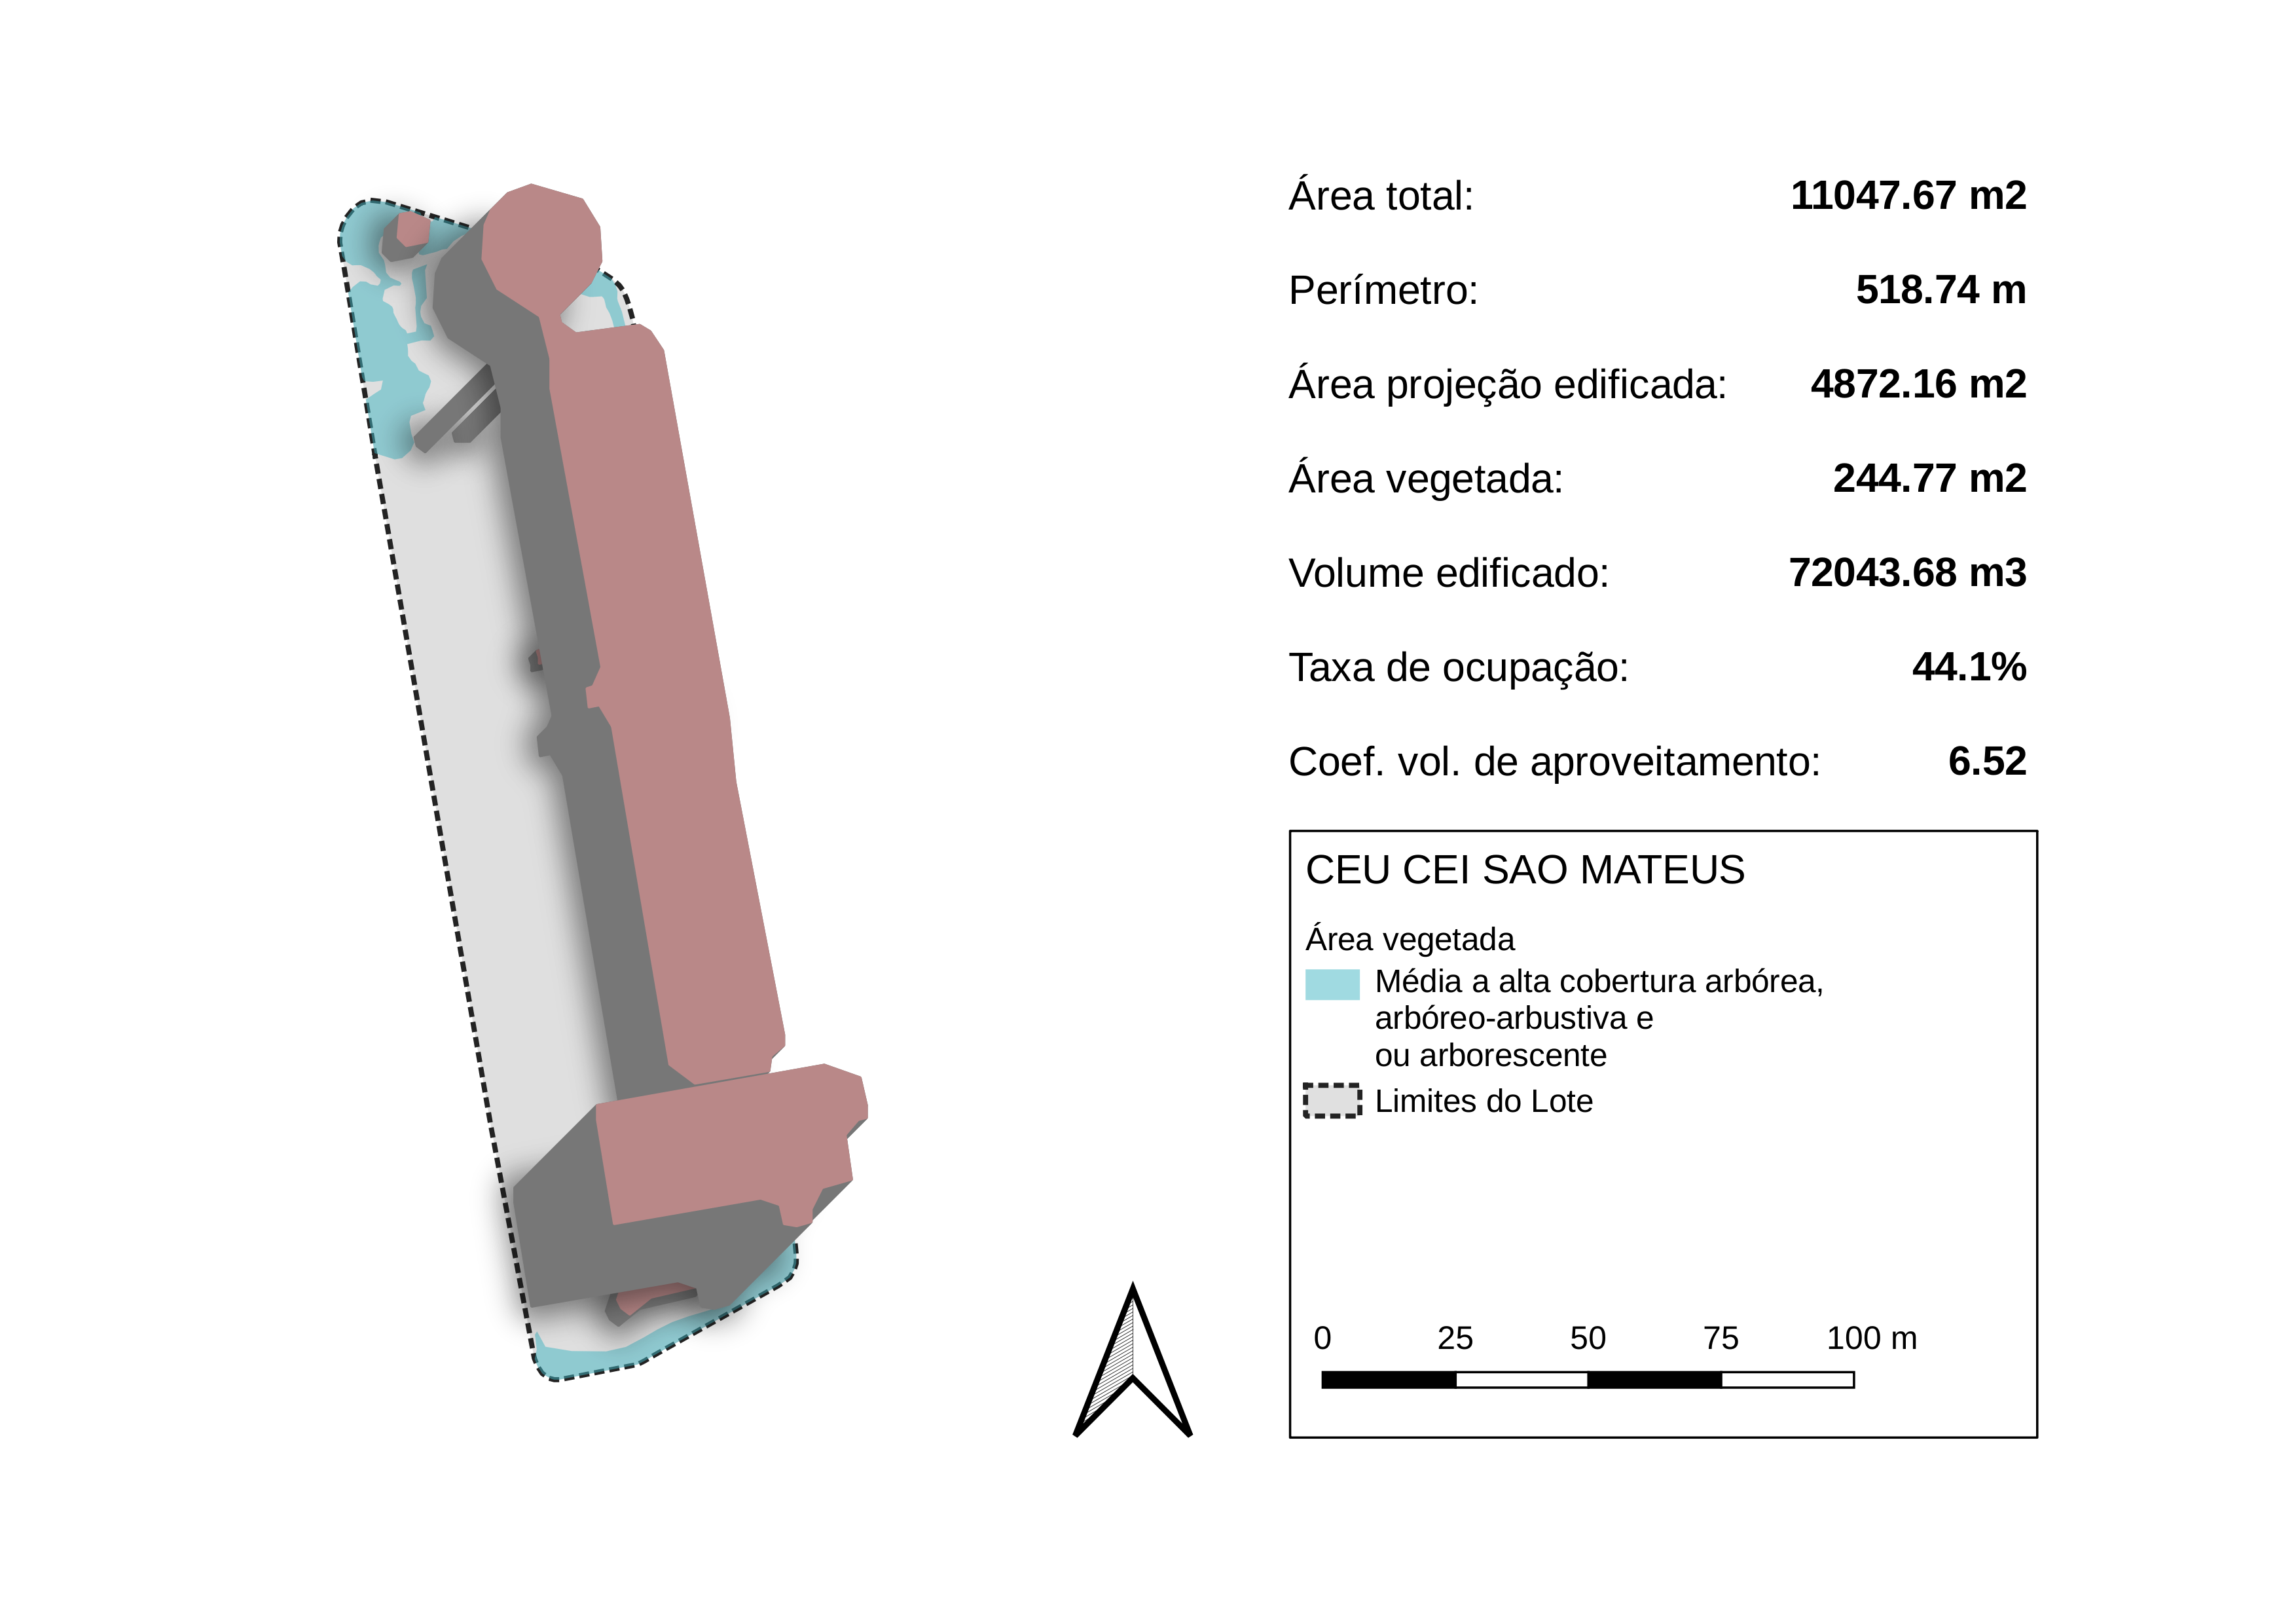 Área total: 11047.67 m2
Perímetro: 518.74 m
Área projeção edificada: 4872.16 m2
Área vegetada: 244.77 m2
Volume edificado: 72043.68 m3
Taxa de ocupação: 44.1%
Coef. vol. de aproveitamento: 6.52
CEU CEI SAO MATEUS
Área vegetada
Média a alta cobertura arbórea,
arbóreo-arbustiva e
ou arborescente
Limites do Lote
0 25 50 75 100 m